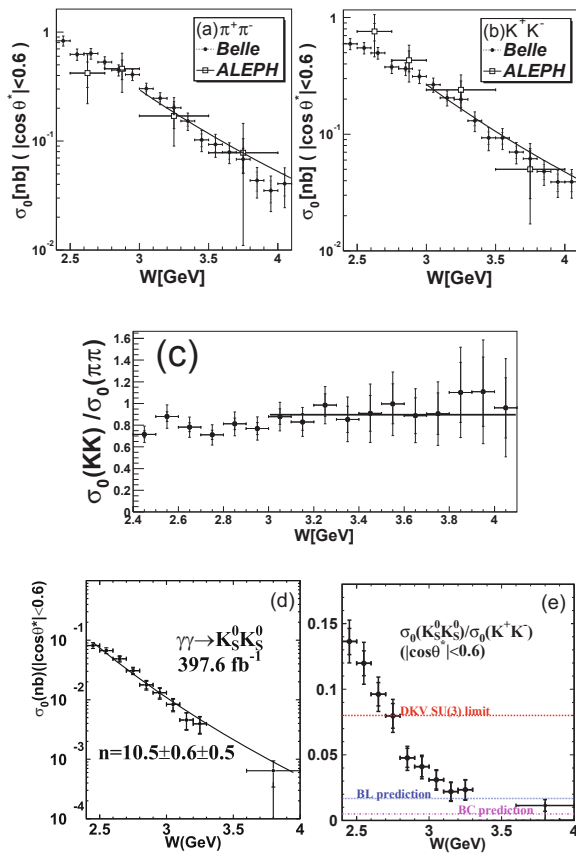 (a)π⁺π⁻
Belle
ALEPH
1
10⁻¹
10⁻²
σ₀[nb] ( |cos θ*|<0.6)
2.5 3 3.5 4
W[GeV]
(b)K⁺K⁻
Belle
ALEPH
1
10⁻¹
10⁻²
σ₀[nb] ( |cos θ*|<0.6)
2.5 3 3.5 4
W[GeV]
(c)
1.6
1.4
1.2
1
0.8
0.6
0.4
0.2
0
σ₀(KK) /σ₀(ππ)
2.4 2.6 2.8 3 3.2 3.4 3.6 3.8 4
W[GeV]
(d)
γγ→K⁰_SK⁰_S
397.6 fb⁻¹
n=10.5±0.6±0.5
10⁻¹
10⁻²
10⁻³
10⁻⁴
σ₀(nb)(|cosθ*|<0.6)
2.5 3 3.5 4
W(GeV)
(e)
σ₀(K⁰_SK⁰_S)/σ₀(K⁺K⁻)
(|cosθ*|<0.6)
DKV SU(3) limit
BL prediction
BC prediction
0.15
0.1
0.05
0
2.5 3 3.5 4
W(GeV)